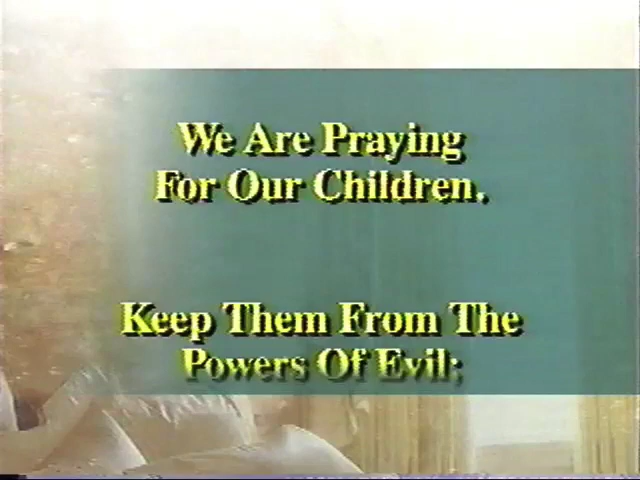 We Are Praying
For Our Children.
Keep Them From The
Powers Of Evil;